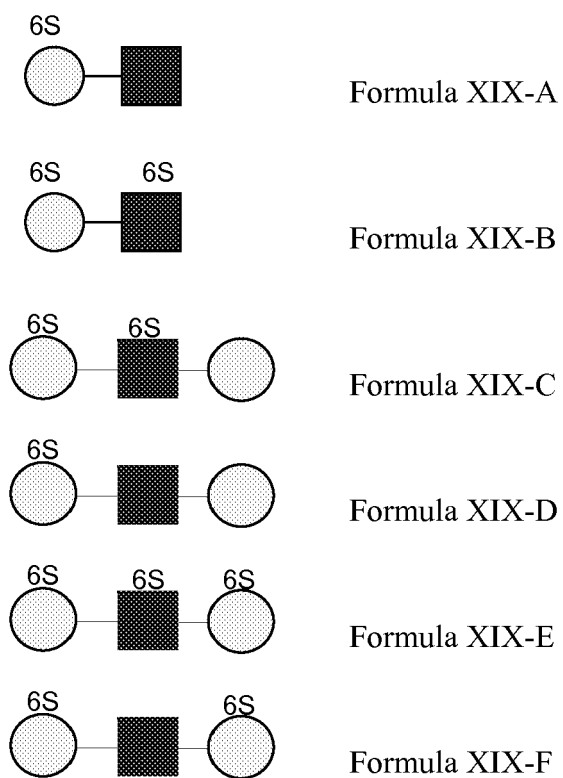 6S
Formula XIX-A
6S 6S
Formula XIX-B
6S 6S
Formula XIX-C
6S
Formula XIX-D
6S 6S 6S
Formula XIX-E
6S 6S
Formula XIX-F